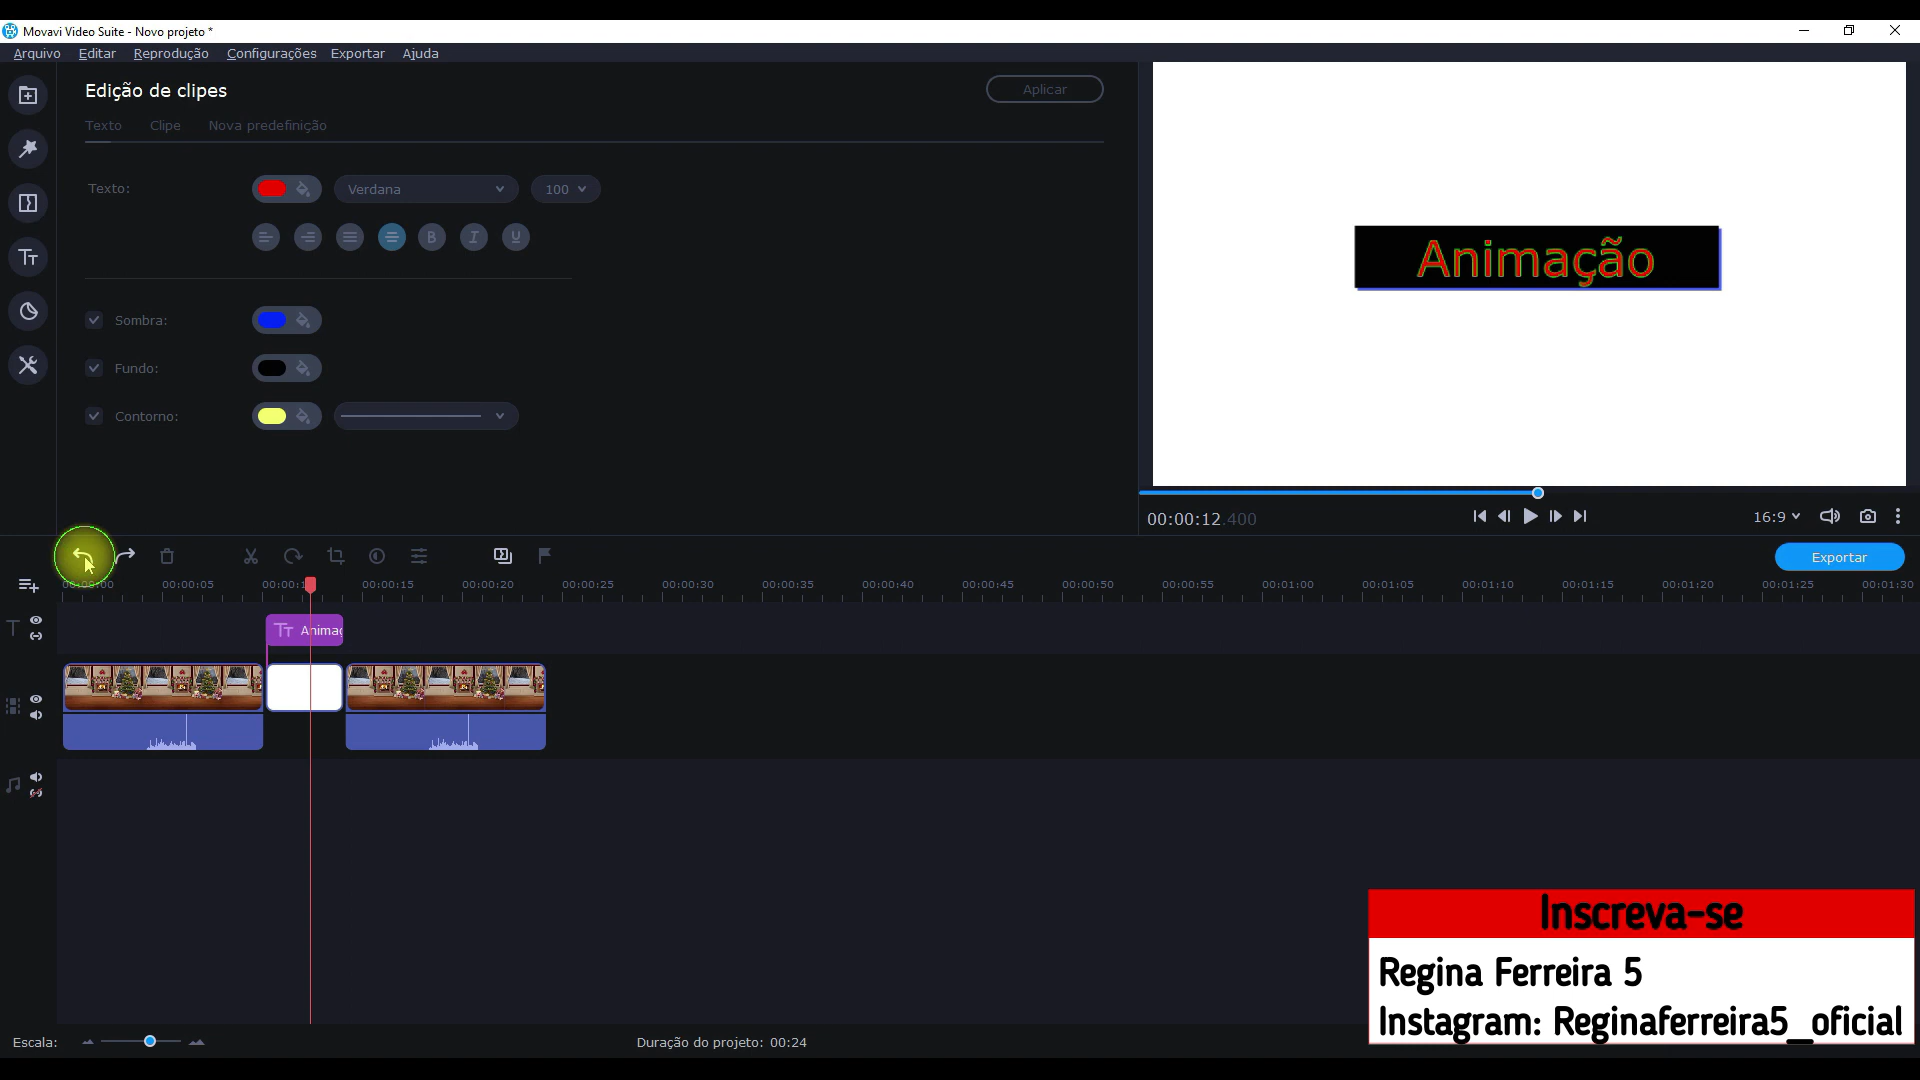 Movavi Video Suite - Novo projeto *
Arquivo Editar Reprodução Configurações Exportar Ajuda
Edição de clipes
Aplicar
Texto Clipe Nova predefinição
Texto:
Verdana
100
B I U
Sombra:
Fundo:
Contorno:
Animação
00:00:12.400
16:9
Exportar
00:00:05 00:00:15 00:00:20 00:00:25 00:00:30 00:00:35 00:00:40 00:00:45 00:00:50 00:00:55 00:01:00 00:01:05 00:01:10 00:01:15 00:01:20 00:01:25 00:01:30
Inscreva-se
Regina Ferreira 5
Instagram: Reginaferreira5_oficial
Escala:
Duração do projeto: 00:24